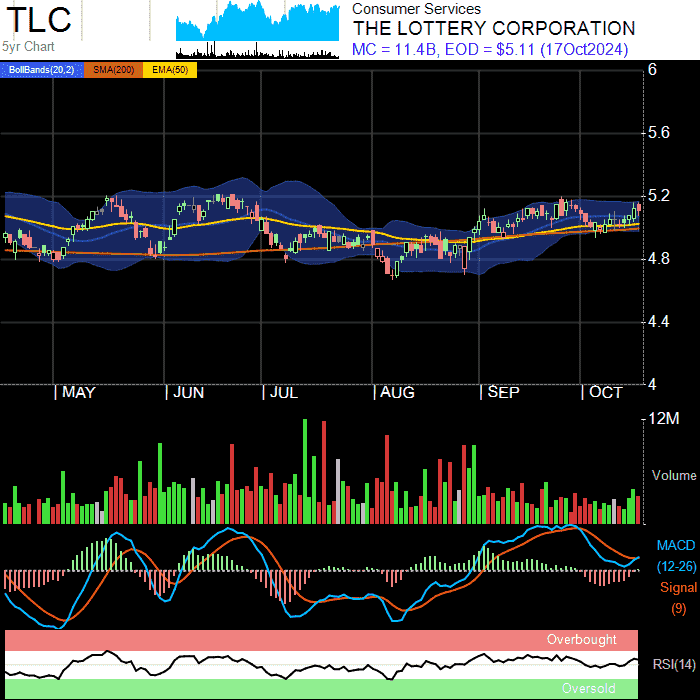 TLC
5yr Chart
Consumer Services
THE LOTTERY CORPORATION
MC = 11.4B, EOD = $5.11 (17Oct2024)
BollBands(20,2) SMA(200) EMA(50)
6
5.6
5.2
4.8
4.4
4
MAY JUN JUL AUG SEP OCT
12M
Volume
MACD
(12-26)
Signal
(9)
Overbought
RSI(14)
Oversold